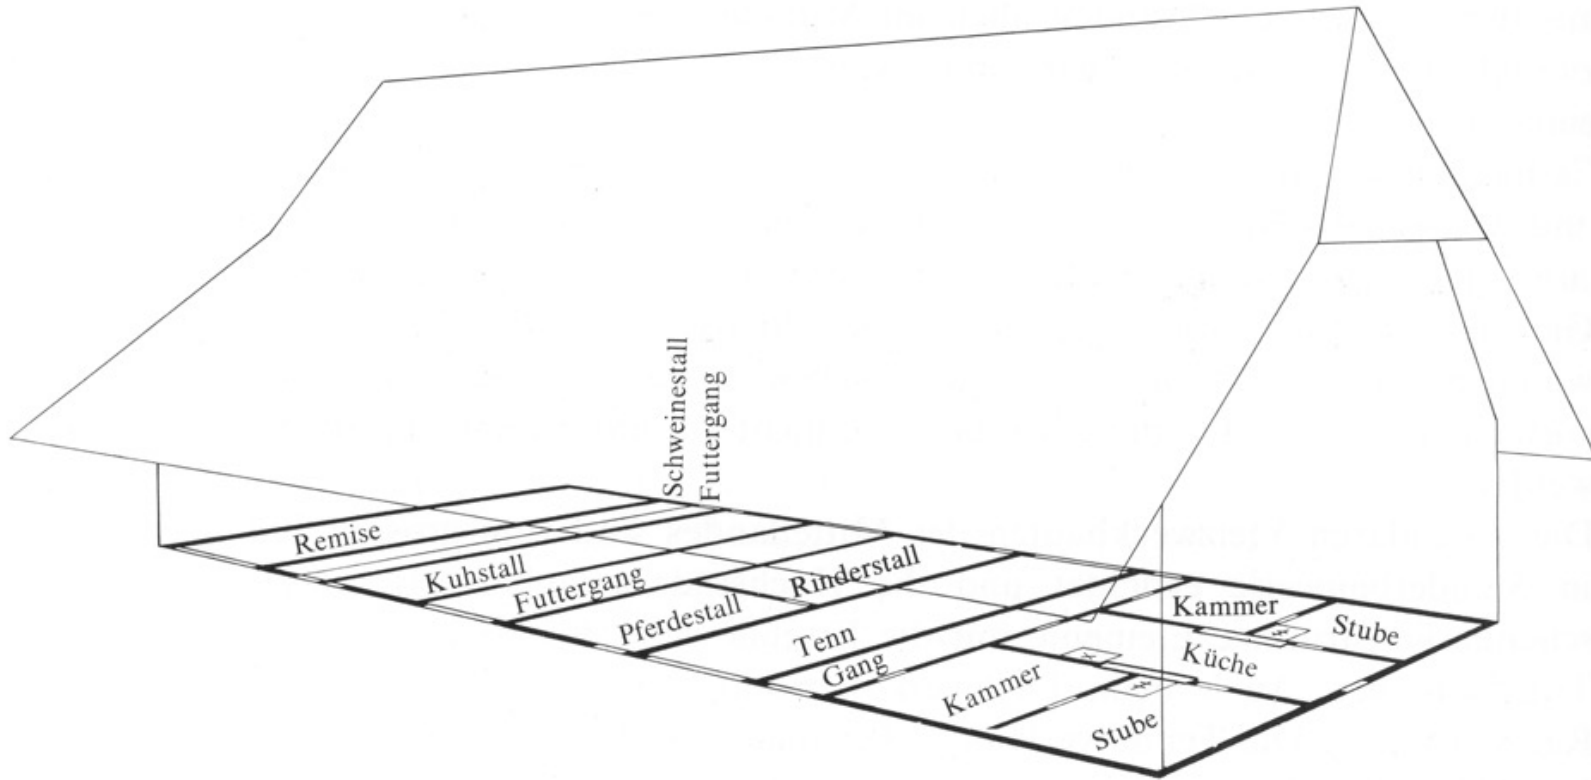 Schweinestall
Futtergang
Remise
Kuhstall
Futtergang
Pferdestall
Rinderstall
Tenn
Gang
Kammer
Stube
Küche
Kammer
Stube